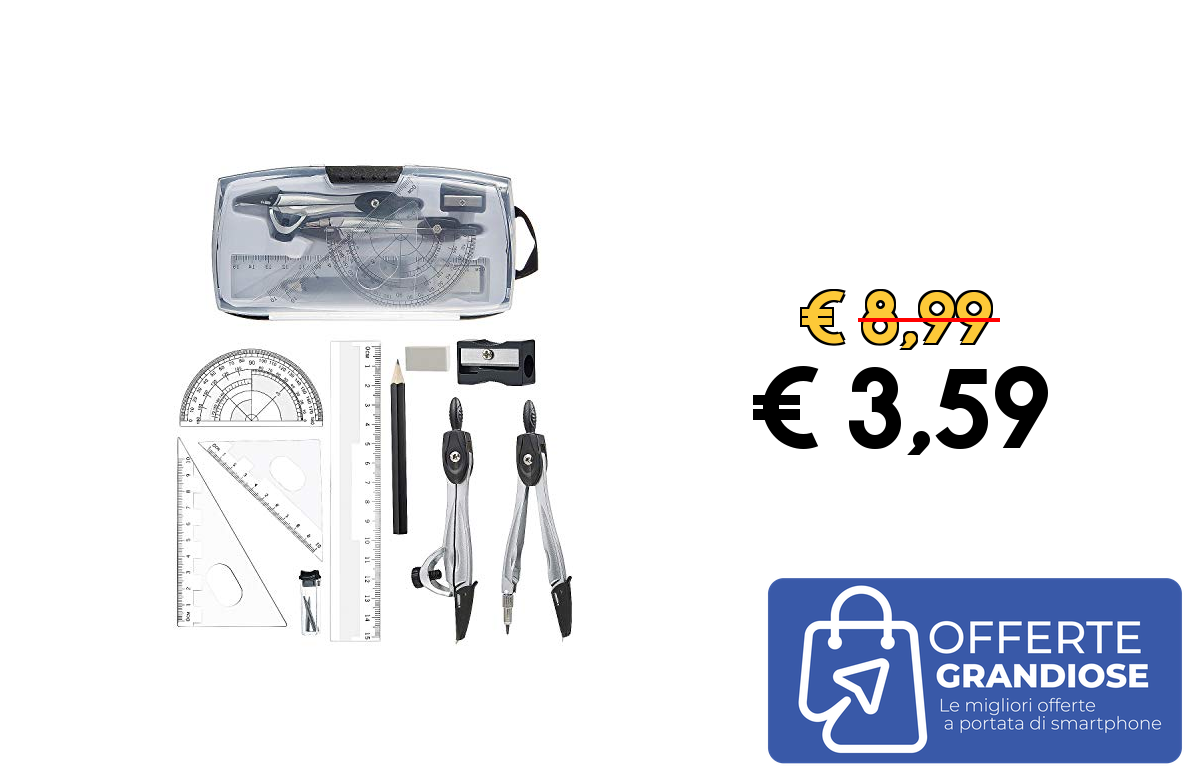 € 8,99
€ 3,59
OFFERTE
GRANDIOSE
Le migliori offerte
a portata di smartphone